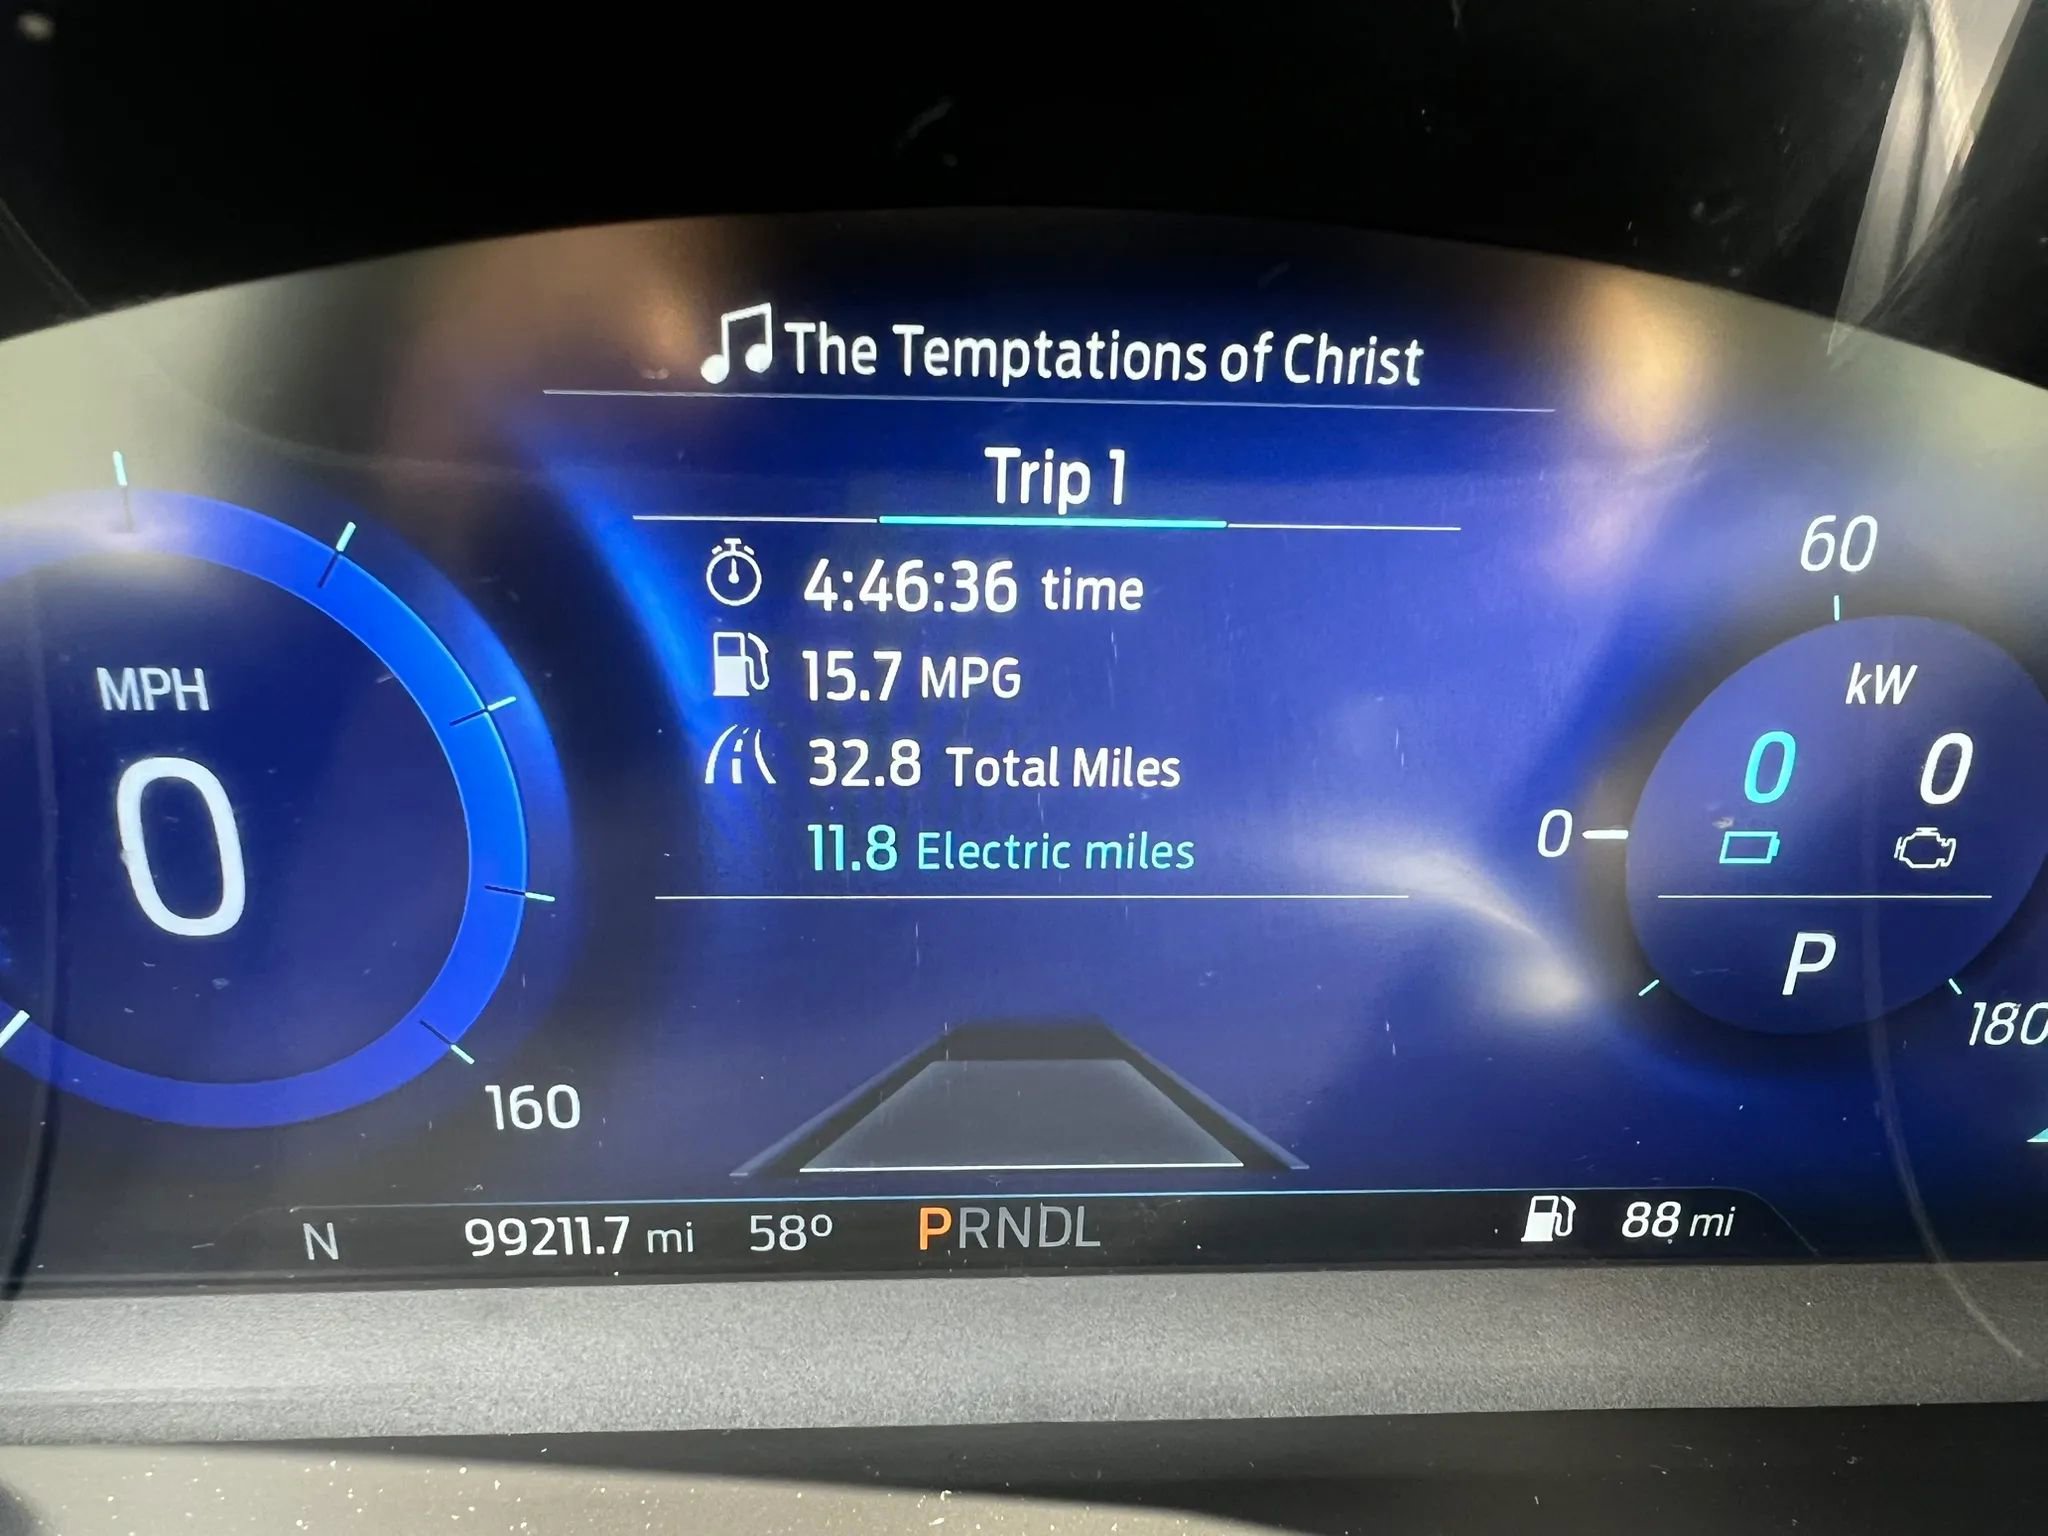 The Temptations of Christ
Trip 1
4:46:36 time
15.7 MPG
32.8 Total Miles
11.8 Electric miles
MPH
0
160
60
kW
0 0
0
P
180
N 99211.7 mi 58º PRNDL 88 mi